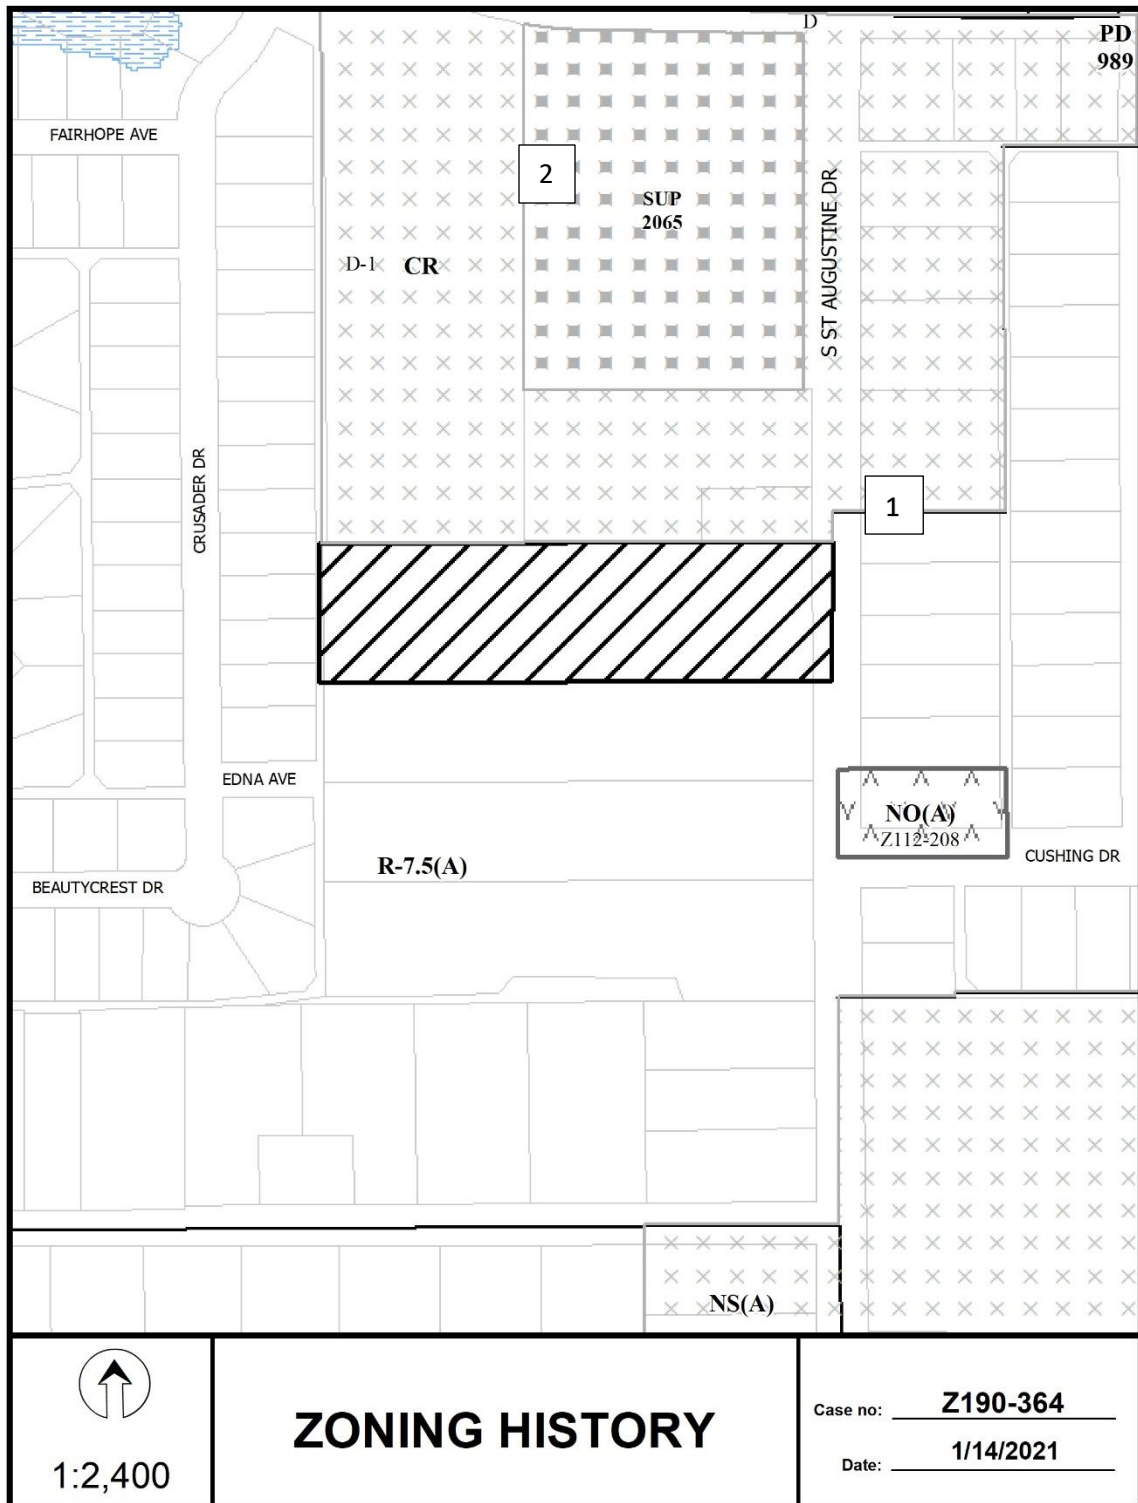 D
PD
989
FAIRHOPE AVE
2
SUP
2065
S ST AUGUSTINE DR
D-1
CR
CRUSADER DR
1
EDNA AVE
NO(A)
Z112-208
CUSHING DR
R-7.5(A)
BEAUTYCREST DR
NS(A)
1:2,400
ZONING HISTORY
Case no: Z190-364
Date: 1/14/2021